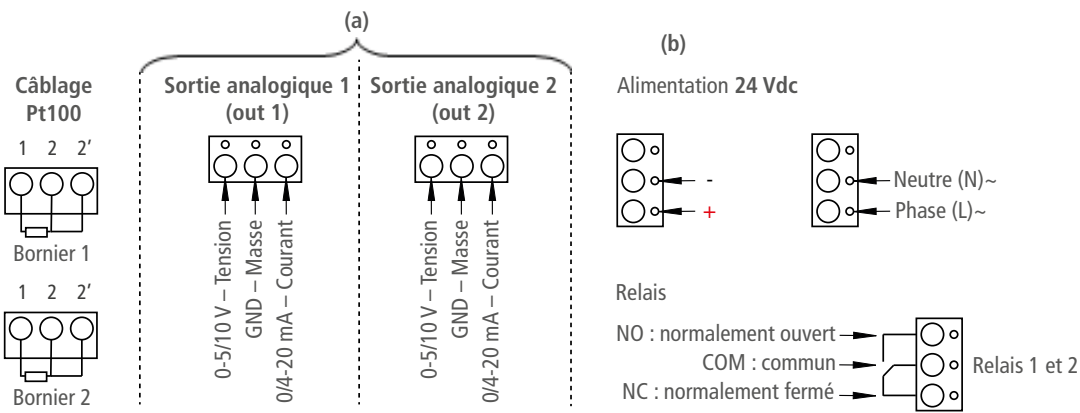 (a)
(b)
Câblage
Pt100
1 2 2’
Bornier 1
1 2 2’
Bornier 2
Sortie analogique 1
(out 1)
0-5/10 V – Tension
GND – Masse
0/4-20 mA – Courant
Sortie analogique 2
(out 2)
0-5/10 V – Tension
GND – Masse
0/4-20 mA – Courant
Alimentation 24 Vdc
-
+
Neutre (N)~
Phase (L)~
Relais
NO : normalement ouvert
COM : commun
NC : normalement fermé
Relais 1 et 2